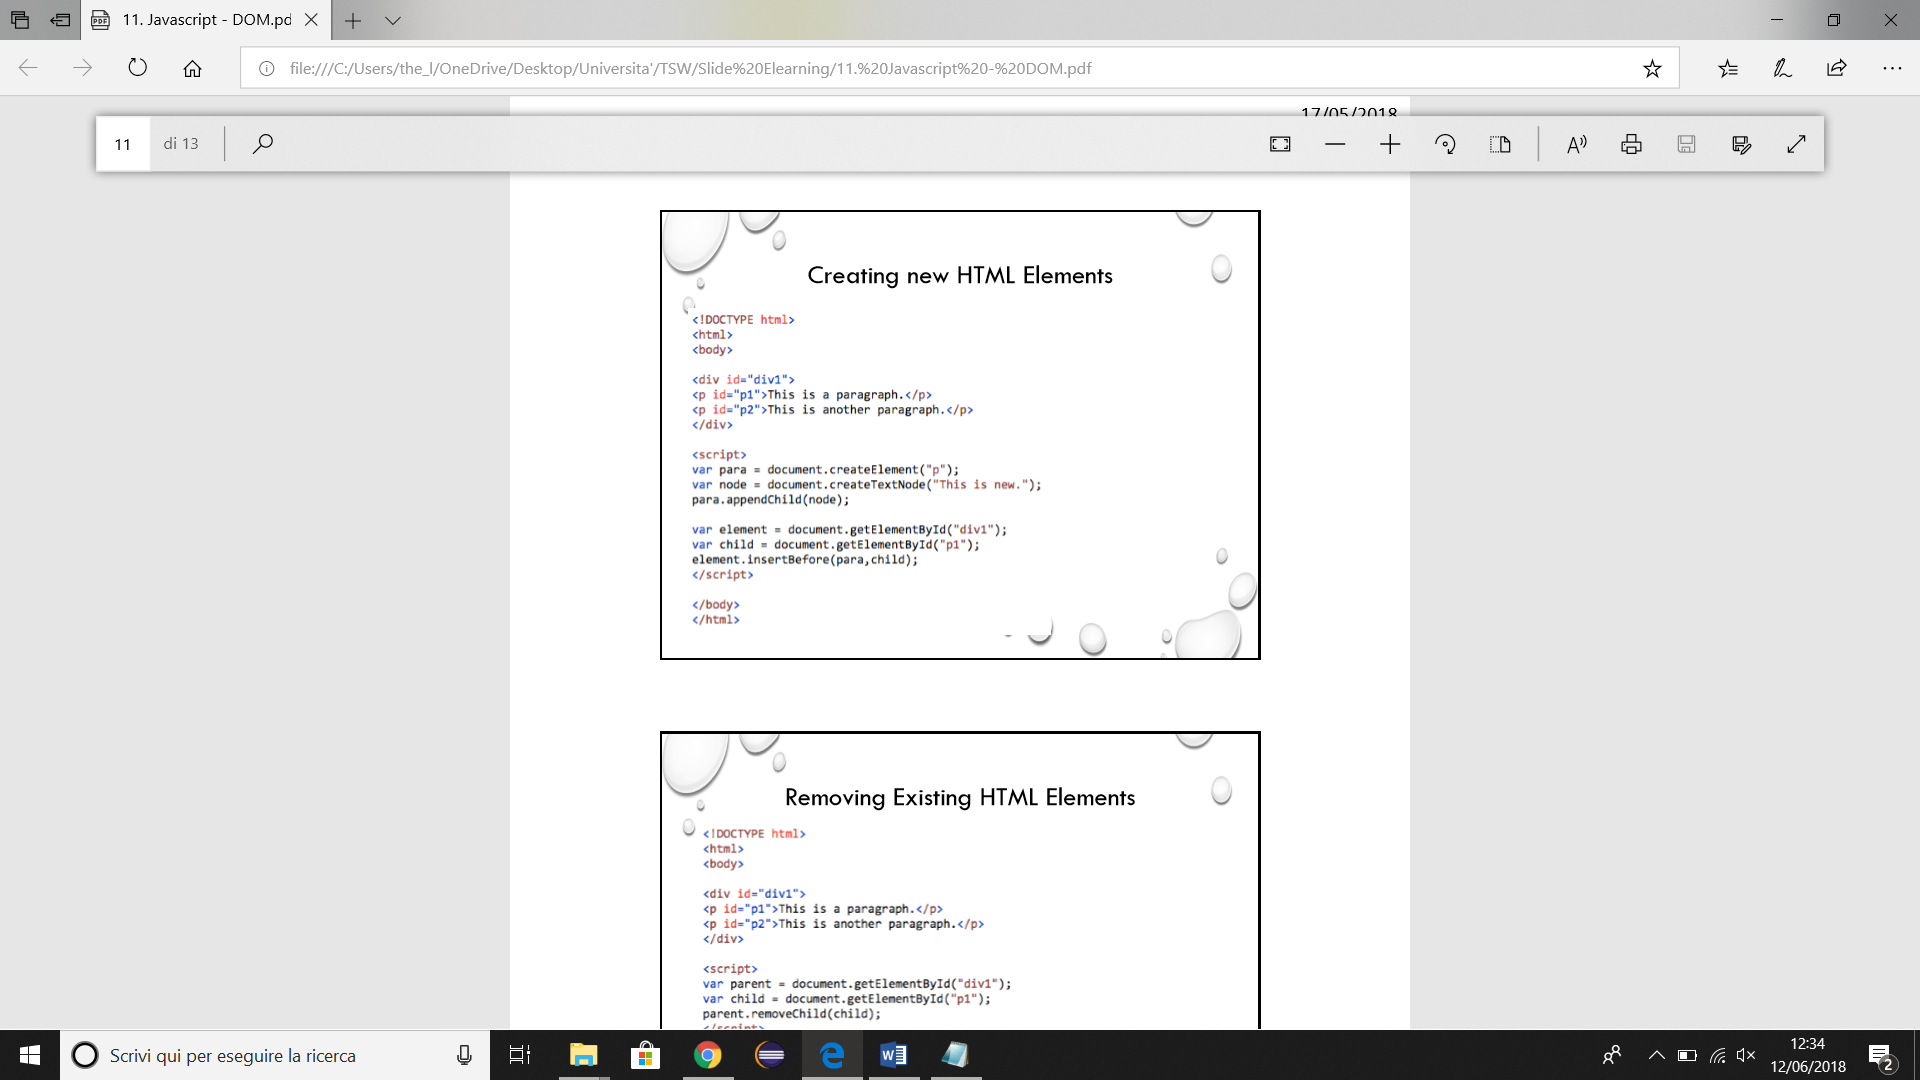 11. Javascript - DOM.pd
file:///C:/Users/the_l/OneDrive/Desktop/Universita'/TSW/Slide%20Elearning/11.%20Javascript%20-%20DOM.pdf
17/05/2018
11 di 13
Creating new HTML Elements
<!DOCTYPE html>
<html>
<body>
<div id="div1">
<p id="p1">This is a paragraph.</p>
<p id="p2">This is another paragraph.</p>
</div>
<script>
var para = document.createElement("p");
var node = document.createTextNode("This is new.");
para.appendChild(node);
var element = document.getElementById("div1");
var child = document.getElementById("p1");
element.insertBefore(para,child);
</script>
</body>
</html>
Removing Existing HTML Elements
<!DOCTYPE html>
<html>
<body>
<div id="div1">
<p id="p1">This is a paragraph.</p>
<p id="p2">This is another paragraph.</p>
</div>
<script>
var parent = document.getElementById("div1");
var child = document.getElementById("p1");
parent.removeChild(child);
</script>
Scrivi qui per eseguire la ricerca
12:34
12/06/2018
2